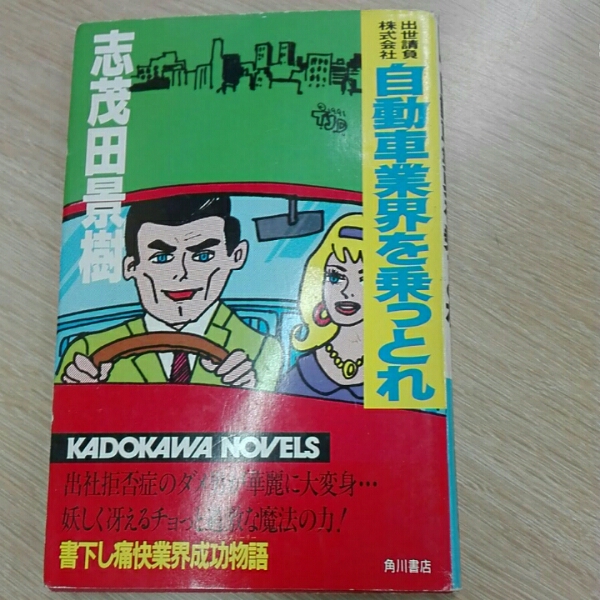 出世請負
株式会社
自動車業界を乗っとれ
志茂田景樹
1991
KADOKAWA NOVELS
出社拒否症のダメ が華麗に大変身…
妖しく冴えるチョっと な魔法の力!
書下し痛快業界成功物語
角川書店